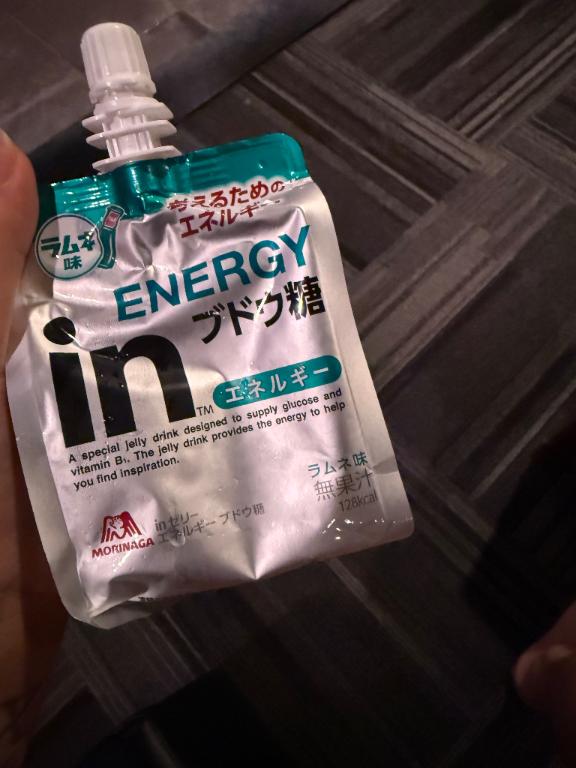 考えるための
エネルギー
ラムネ
味
ENERGY
ブドウ糖
in
TM
エネルギー
A special jelly drink designed to supply glucose and
vitamin B₁. The jelly drink provides the energy to help
you find inspiration.
ラムネ味
無果汁
128kcal
MORINAGA
inゼリー
エネルギー ブドウ糖